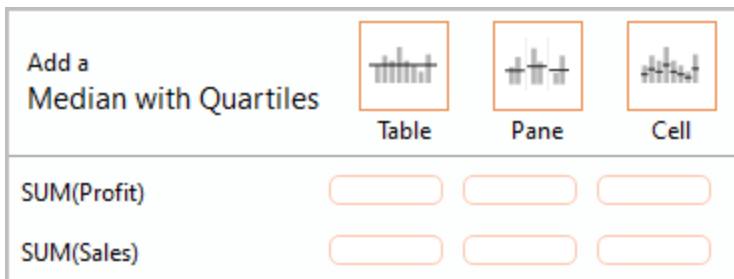 Add a
Median with Quartiles
Table Pane Cell
SUM(Profit)
SUM(Sales)